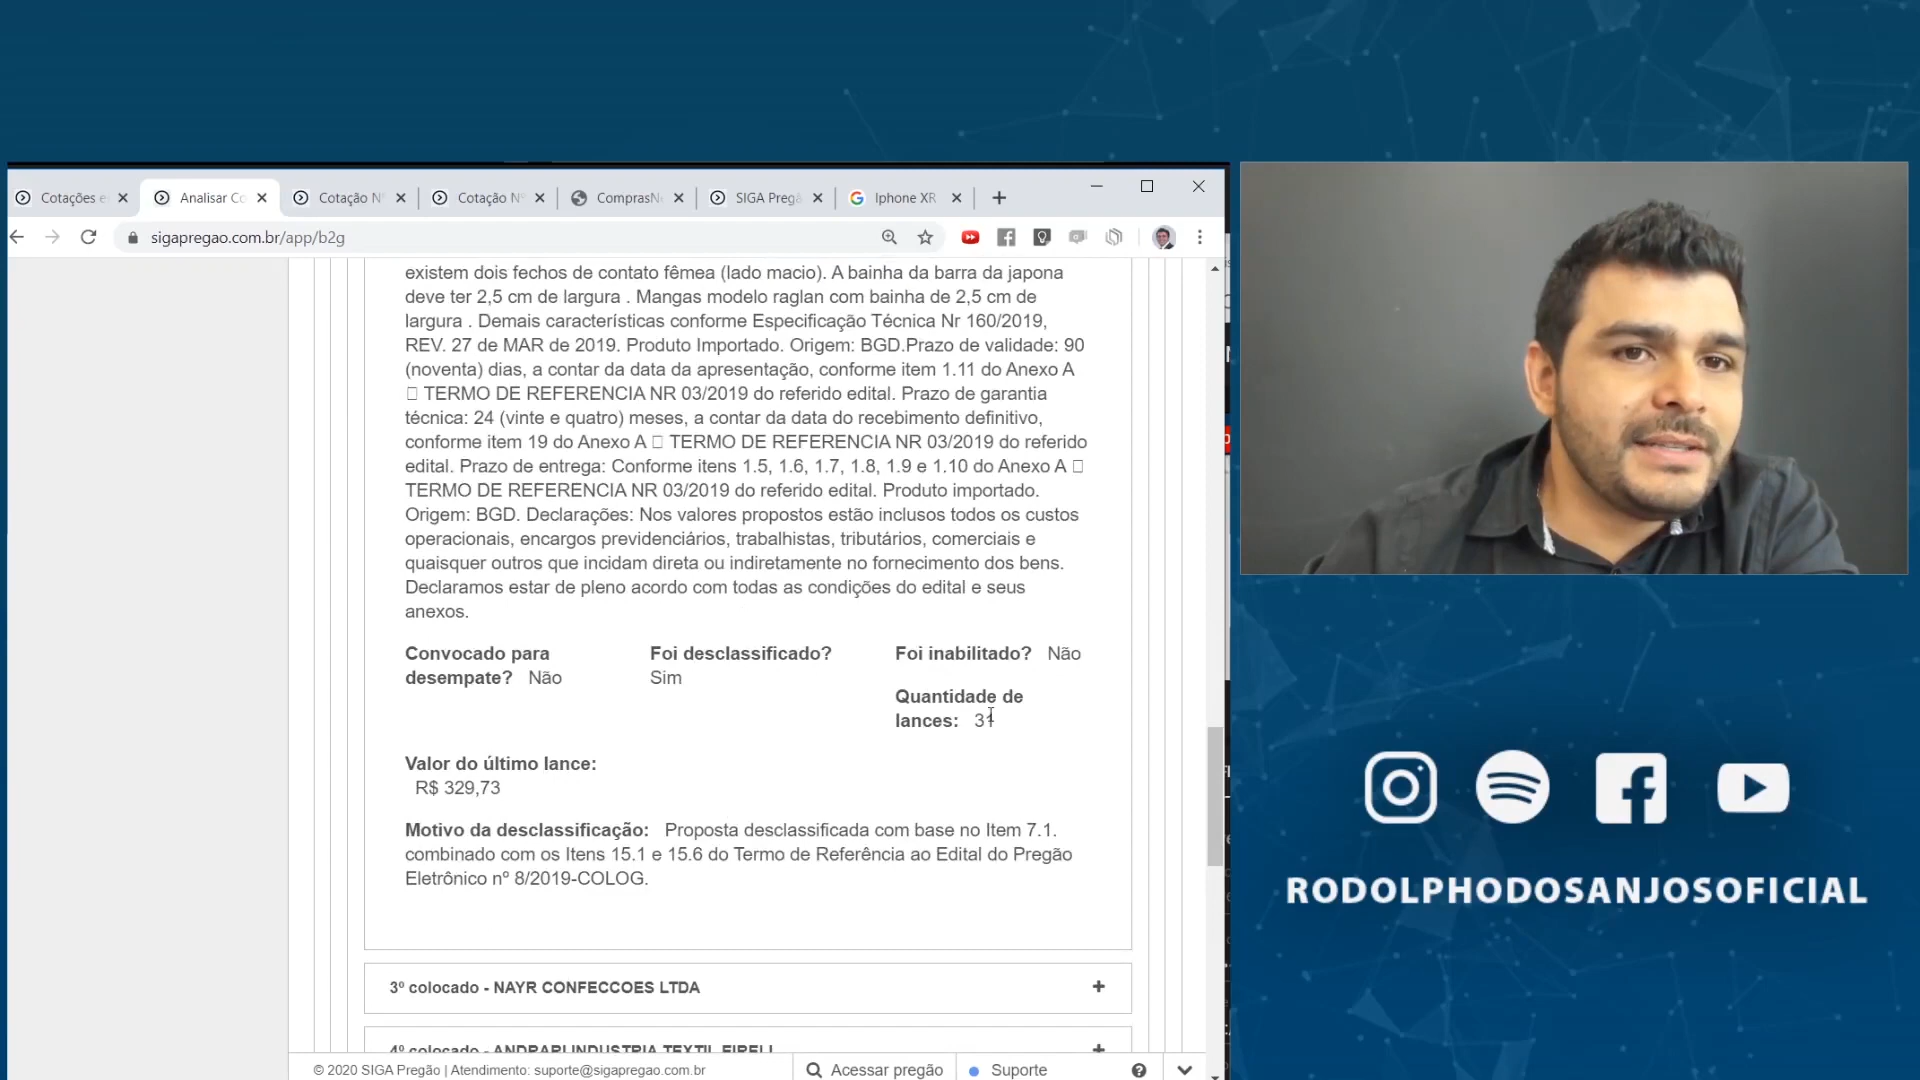 Cotações e
Analisar Co
Cotação Nº
Cotação Nº
ComprasNe
SIGA Pregã
Iphone XR
sigapregao.com.br/app/b2g
existem dois fechos de contato fêmea (lado macio). A bainha da barra da japona
deve ter 2,5 cm de largura . Mangas modelo raglan com bainha de 2,5 cm de
largura . Demais características conforme Especificação Técnica Nr 160/2019,
REV. 27 de MAR de 2019. Produto Importado. Origem: BGD.Prazo de validade: 90
(noventa) dias, a contar da data da apresentação, conforme item 1.11 do Anexo A
TERMO DE REFERENCIA NR 03/2019 do referido edital. Prazo de garantia
técnica: 24 (vinte e quatro) meses, a contar da data do recebimento definitivo,
conforme item 19 do Anexo A TERMO DE REFERENCIA NR 03/2019 do referido
edital. Prazo de entrega: Conforme itens 1.5, 1.6, 1.7, 1.8, 1.9 e 1.10 do Anexo A
TERMO DE REFERENCIA NR 03/2019 do referido edital. Produto importado.
Origem: BGD. Declarações: Nos valores propostos estão inclusos todos os custos
operacionais, encargos previdenciários, trabalhistas, tributários, comerciais e
quaisquer outros que incidam direta ou indiretamente no fornecimento dos bens.
Declaramos estar de pleno acordo com todas as condições do edital e seus
anexos.
Convocado para
desempate? Não
Foi desclassificado?
Sim
Foi inabilitado? Não
Quantidade de
lances: 31
Valor do último lance:
R$ 329,73
Motivo da desclassificação: Proposta desclassificada com base no Item 7.1.
combinado com os Itens 15.1 e 15.6 do Termo de Referência ao Edital do Pregão
Eletrônico nº 8/2019-COLOG.
3º colocado - NAYR CONFECCOES LTDA
4º colocado - ANDRARI INDUSTRIA TEXTIL EIRELI
© 2020 SIGA Pregão | Atendimento: suporte@sigapregao.com.br
Acessar pregão
Suporte
RODOLPHODOSANJOSOFICIAL